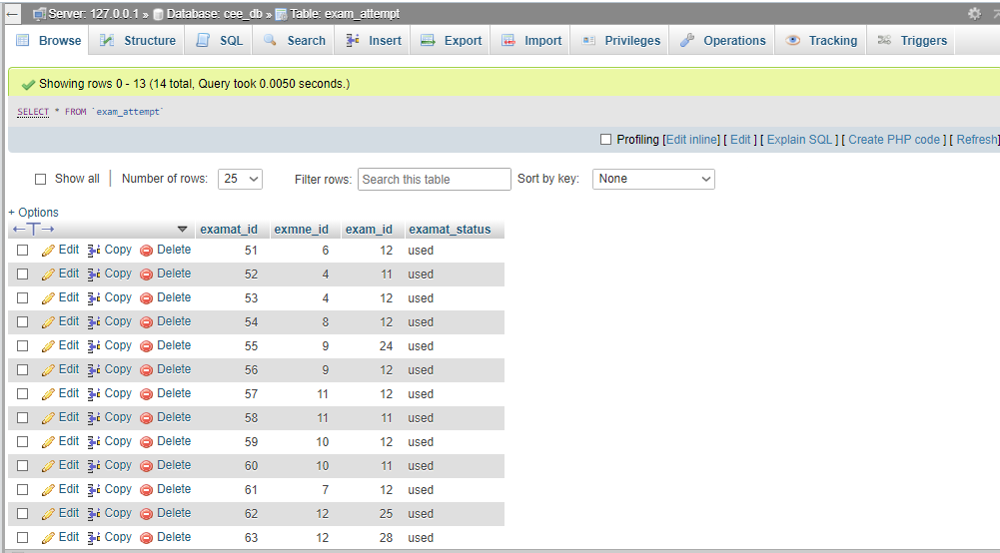 Server: 127.0.0.1 » Database: cee_db » Table: exam_attempt
Browse Structure SQL Search Insert Export Import Privileges Operations Tracking Triggers
Showing rows 0 - 13 (14 total, Query took 0.0050 seconds.)
SELECT * FROM `exam_attempt`
Profiling [Edit inline] [ Edit ] [ Explain SQL ] [ Create PHP code ] [ Refresh]
Show all Number of rows: 25 Filter rows: Search this table Sort by key: None
+ Options
←T→ examat_id exmne_id exam_id examat_status
Edit Copy Delete 51 6 12 used
Edit Copy Delete 52 4 11 used
Edit Copy Delete 53 4 12 used
Edit Copy Delete 54 8 12 used
Edit Copy Delete 55 9 24 used
Edit Copy Delete 56 9 12 used
Edit Copy Delete 57 11 12 used
Edit Copy Delete 58 11 11 used
Edit Copy Delete 59 10 12 used
Edit Copy Delete 60 10 11 used
Edit Copy Delete 61 7 12 used
Edit Copy Delete 62 12 25 used
Edit Copy Delete 63 12 28 used